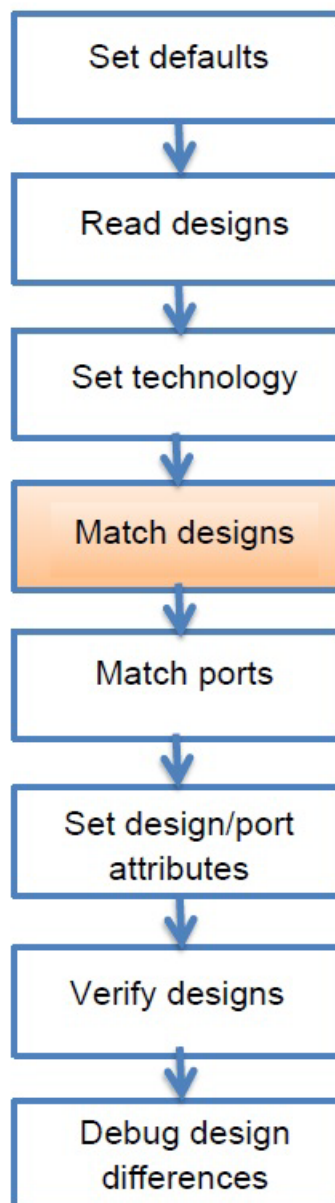 Set defaults
Read designs
Set technology
Match designs
Match ports
Set design/port
attributes
Verify designs
Debug design
differences